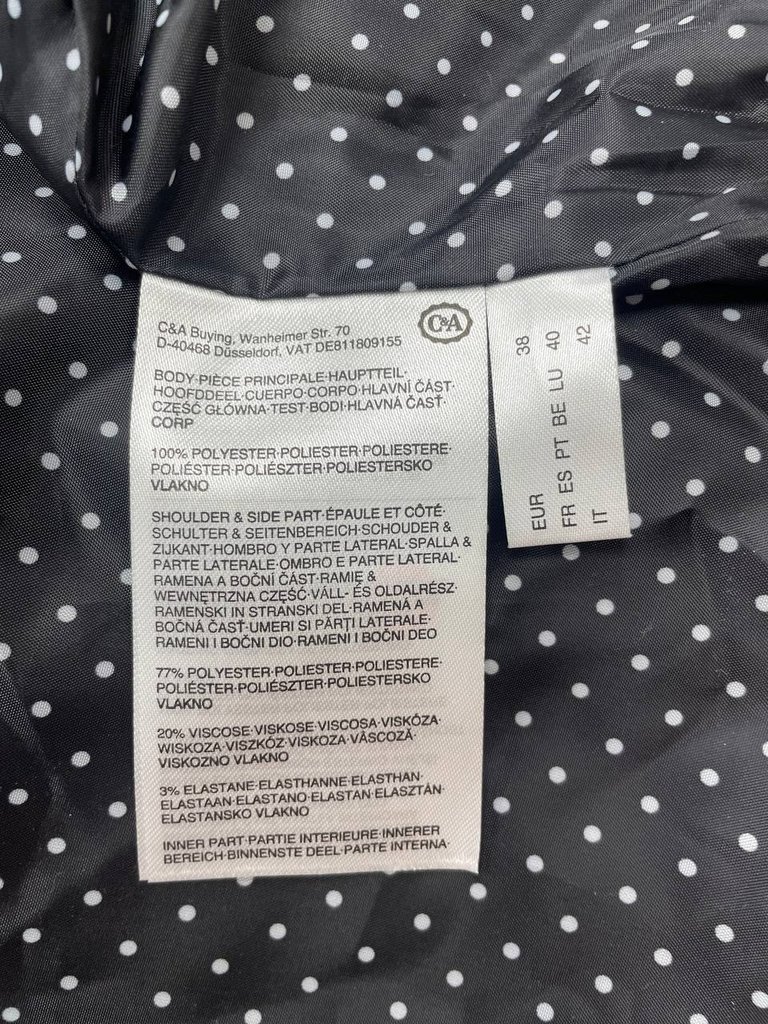 C&A Buying, Wanheimer Str. 70
D-40468 Düsseldorf, VAT DE811809155
C&A
BODY·PIÈCE PRINCIPALE·HAUPTTEIL·
HOOFDDEEL·CUERPO·CORPO·HLAVNÍ ČÁST·
CZĘŚĆ GŁÓWNA·TEST·BODI·HLAVNÁ ČASŤ·
CORP
100% POLYESTER·POLIESTER·POLIESTERE·
POLIÉSTER·POLIÉSZTER·POLIESTERSKO
VLAKNO
SHOULDER & SIDE PART·ÉPAULE ET CÔTÉ·
SCHULTER & SEITENBEREICH·SCHOUDER &
ZIJKANT·HOMBRO Y PARTE LATERAL·SPALLA &
PARTE LATERALE·OMBRO E PARTE LATERAL·
RAMENA A BOČNÍ ČÁST·RAMIĘ &
WEWNĘTRZNA CZĘŚĆ·VÁLL- ÉS OLDALRÉSZ·
RAMENSKI IN STRANSKI DEL·RAMENÁ A
BOČNÁ ČASŤ·UMERI SI PĂRŢI LATERALE·
RAMENI I BOČNI DIO·RAMENI I BOČNI DEO
77% POLYESTER·POLIESTER·POLIESTERE·
POLIÉSTER·POLIÉSZTER·POLIESTERSKO
VLAKNO
20% VISCOSE·VISKOSE·VISCOSA·VISKÓZA·
WISKOZA·VISZKÓZ·VISKOZA·VÂSCOZĂ·
VISKOZNO VLAKNO
3% ELASTANE·ELASTHANNE·ELASTHAN·
ELASTAAN·ELASTANO·ELASTAN·ELASZTÁN·
ELASTANSKO VLAKNO
INNER PART·PARTIE INTERIEURE·INNERER
BEREICH·BINNENSTE DEEL·PARTE INTERNA·
EUR 38
FR ES PT BE LU 40
IT 42